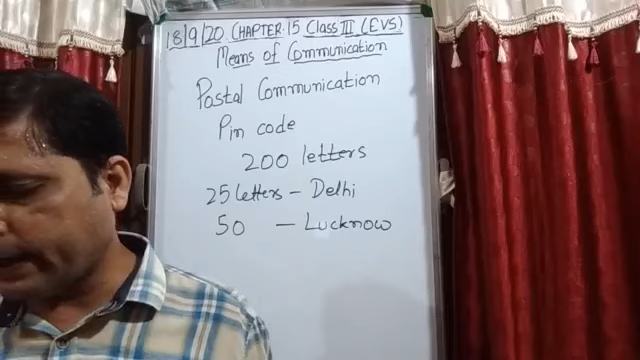 18/9/20 CHAPTER:15 Class III (EVS)
Means of Communication
Postal Communication
Pin code
200 letters
25 letters - Delhi
50 - Lucknow